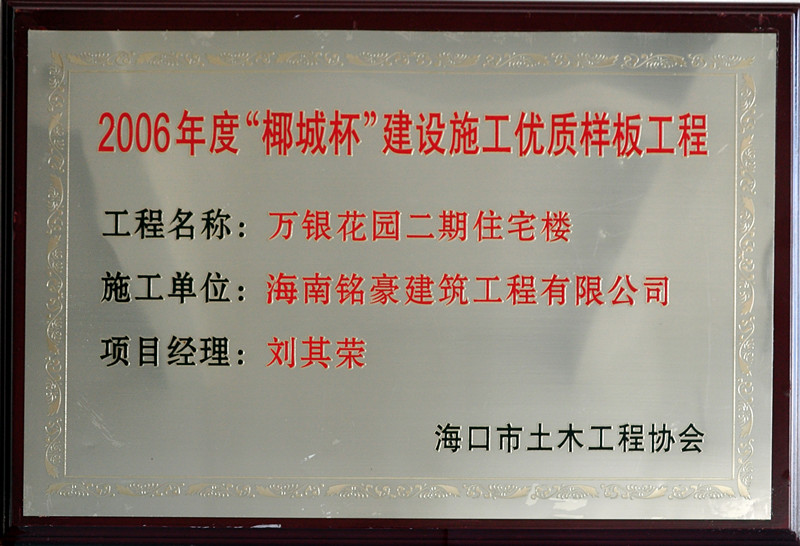 2006年度“椰城杯”建设施工优质样板工程
工程名称：万银花园二期住宅楼
施工单位：海南铭豪建筑工程有限公司
项目经理：刘其荣
海口市土木工程协会